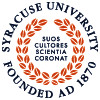 SYRACUSE UNIVERSITY
SUOS
CULTORES
SCIENTIA
CORONAT
FOUNDED AD 1870